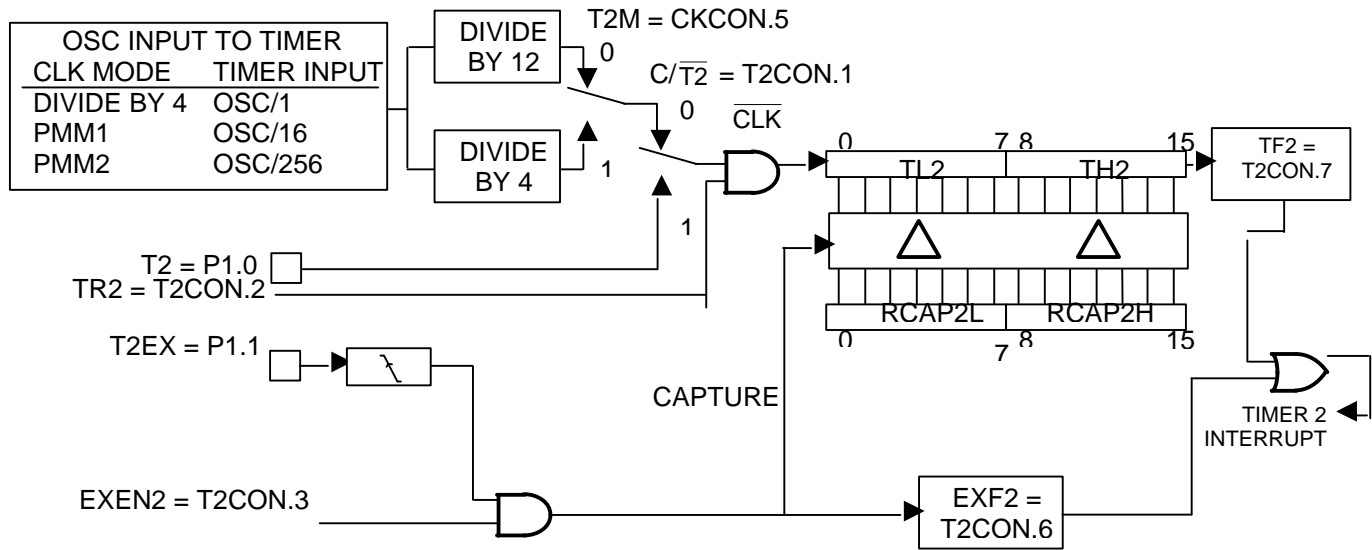 OSC INPUT TO TIMER
CLK MODE TIMER INPUT
DIVIDE BY 4 OSC/1
PMM1 OSC/16
PMM2 OSC/256
DIVIDE
BY 12
DIVIDE
BY 4
T2M = CKCON.5
0
1
C/T2 = T2CON.1
0
1
CLK
0 7 8 15
TL2 TH2
TF2 =
T2CON.7
T2 = P1.0
TR2 = T2CON.2
RCAP2L RCAP2H
0 7 8 15
T2EX = P1.1
CAPTURE
TIMER 2
INTERRUPT
EXEN2 = T2CON.3
EXF2 =
T2CON.6